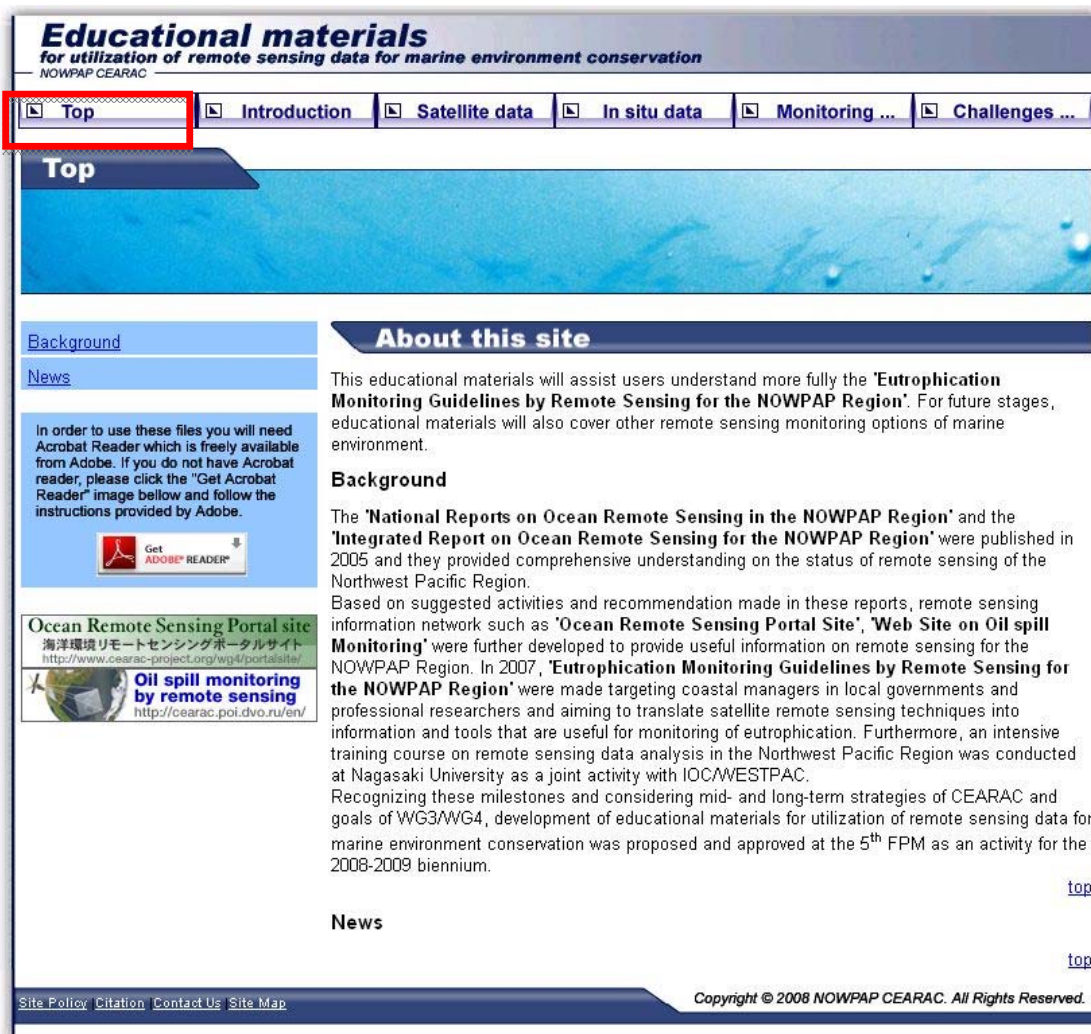 Educational materials
for utilization of remote sensing data for marine environment conservation
NOWPAP CEARAC
Top
Introduction
Satellite data
In situ data
Monitoring ...
Challenges ...
Top
Background
News
In order to use these files you will need
Acrobat Reader which is freely available
from Adobe. If you do not have Acrobat
reader, please click the "Get Acrobat
Reader" image bellow and follow the
instructions provided by Adobe.
Get
ADOBE® READER®
Ocean Remote Sensing Portal site
海洋環境リモートセンシングポータルサイト
http://www.cearac-project.org/wg4/portalsite/
Oil spill monitoring
by remote sensing
http://cearac.poi.dvo.ru/en/
About this site
This educational materials will assist users understand more fully the 'Eutrophication
Monitoring Guidelines by Remote Sensing for the NOWPAP Region'. For future stages,
educational materials will also cover other remote sensing monitoring options of marine
environment.
Background
The 'National Reports on Ocean Remote Sensing in the NOWPAP Region' and the
'Integrated Report on Ocean Remote Sensing for the NOWPAP Region' were published in
2005 and they provided comprehensive understanding on the status of remote sensing of the
Northwest Pacific Region.
Based on suggested activities and recommendation made in these reports, remote sensing
information network such as 'Ocean Remote Sensing Portal Site', 'Web Site on Oil spill
Monitoring' were further developed to provide useful information on remote sensing for the
NOWPAP Region. In 2007, 'Eutrophication Monitoring Guidelines by Remote Sensing for
the NOWPAP Region' were made targeting coastal managers in local governments and
professional researchers and aiming to translate satellite remote sensing techniques into
information and tools that are useful for monitoring of eutrophication. Furthermore, an intensive
training course on remote sensing data analysis in the Northwest Pacific Region was conducted
at Nagasaki University as a joint activity with IOC/WESTPAC.
Recognizing these milestones and considering mid- and long-term strategies of CEARAC and
goals of WG3/WG4, development of educational materials for utilization of remote sensing data for
marine environment conservation was proposed and approved at the 5th FPM as an activity for the
2008-2009 biennium.
top
News
top
Site Policy |Citation |Contact Us |Site Map
Copyright © 2008 NOWPAP CEARAC. All Rights Reserved.